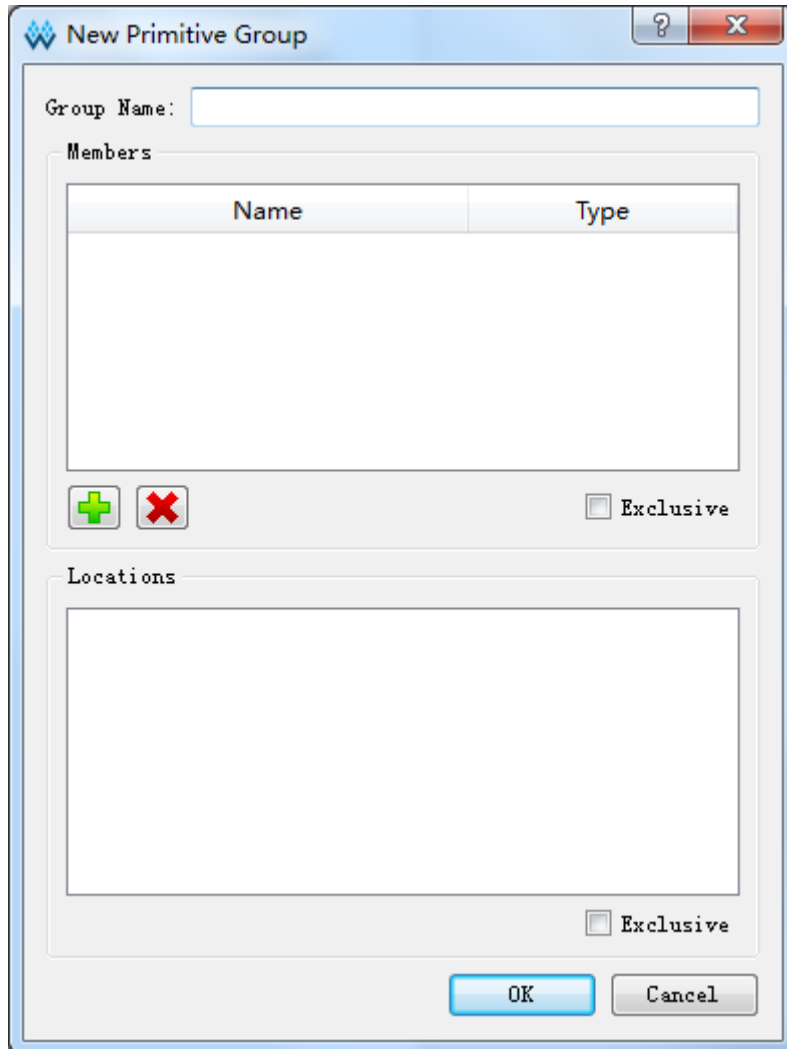 New Primitive Group
Group Name:
Members
Name Type
Exclusive
Locations
Exclusive
OK Cancel